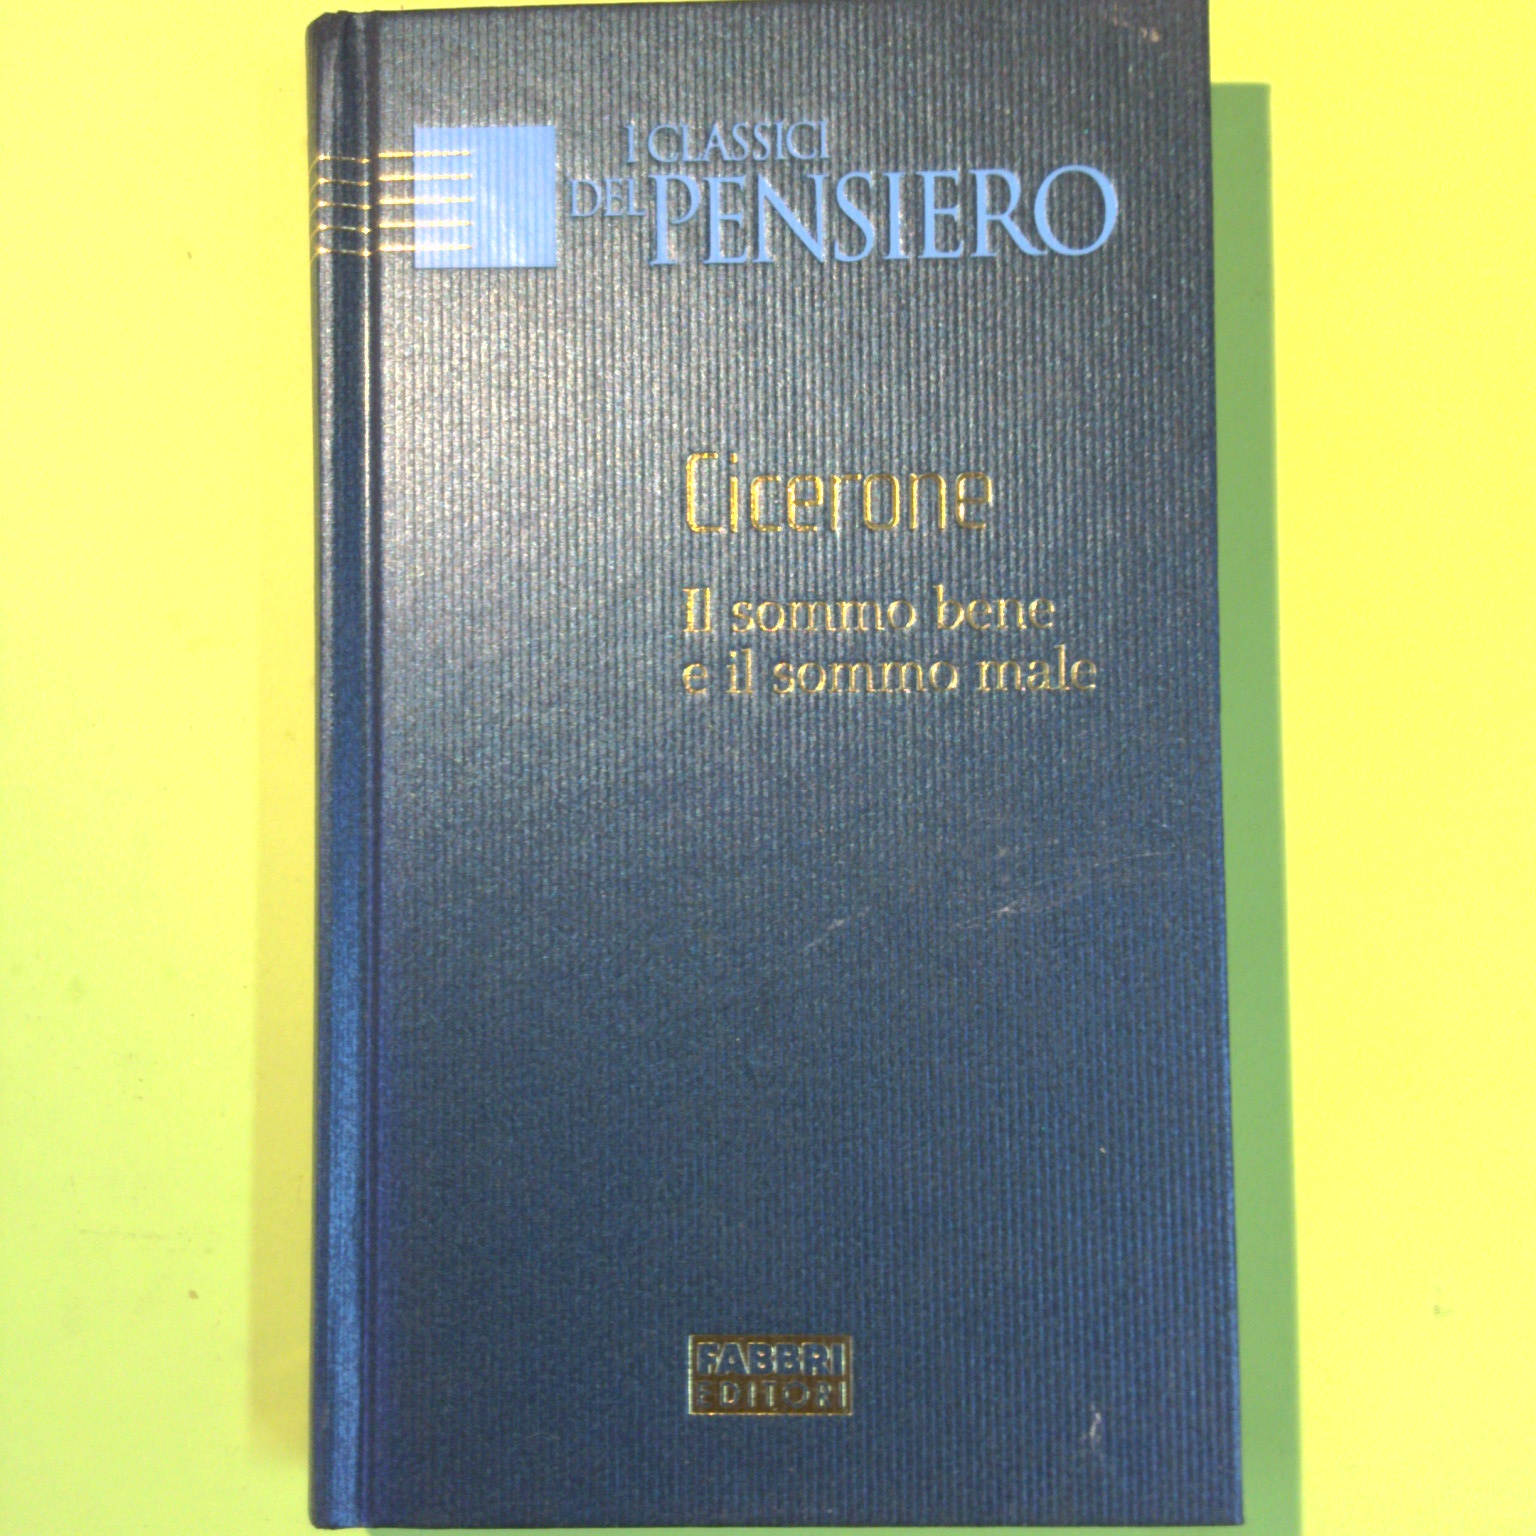 I CLASSICI
DEL PENSIERO
Cicerone
Il sommo bene
e il sommo male
FABBRI
EDITORI